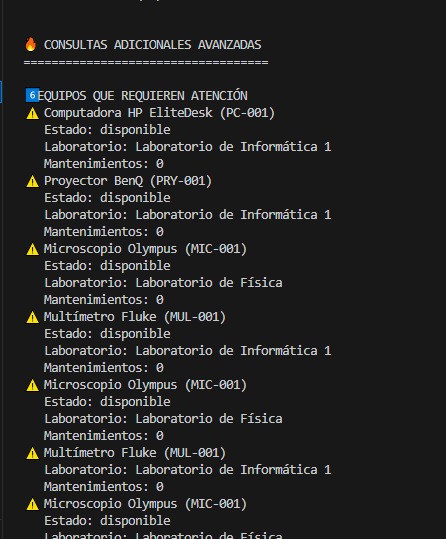 🔥 CONSULTAS ADICIONALES AVANZADAS
===================================
6️⃣EQUIPOS QUE REQUIEREN ATENCIÓN
⚠️ Computadora HP EliteDesk (PC-001)
Estado: disponible
Laboratorio: Laboratorio de Informática 1
Mantenimientos: 0
⚠️ Proyector BenQ (PRY-001)
Estado: disponible
Laboratorio: Laboratorio de Informática 1
Mantenimientos: 0
⚠️ Microscopio Olympus (MIC-001)
Estado: disponible
Laboratorio: Laboratorio de Física
Mantenimientos: 0
⚠️ Multímetro Fluke (MUL-001)
Estado: disponible
Laboratorio: Laboratorio de Informática 1
Mantenimientos: 0
⚠️ Microscopio Olympus (MIC-001)
Estado: disponible
Laboratorio: Laboratorio de Física
Mantenimientos: 0
⚠️ Multímetro Fluke (MUL-001)
Estado: disponible
Laboratorio: Laboratorio de Informática 1
Mantenimientos: 0
⚠️ Microscopio Olympus (MIC-001)
Estado: disponible
Laboratorio: Laboratorio de Física